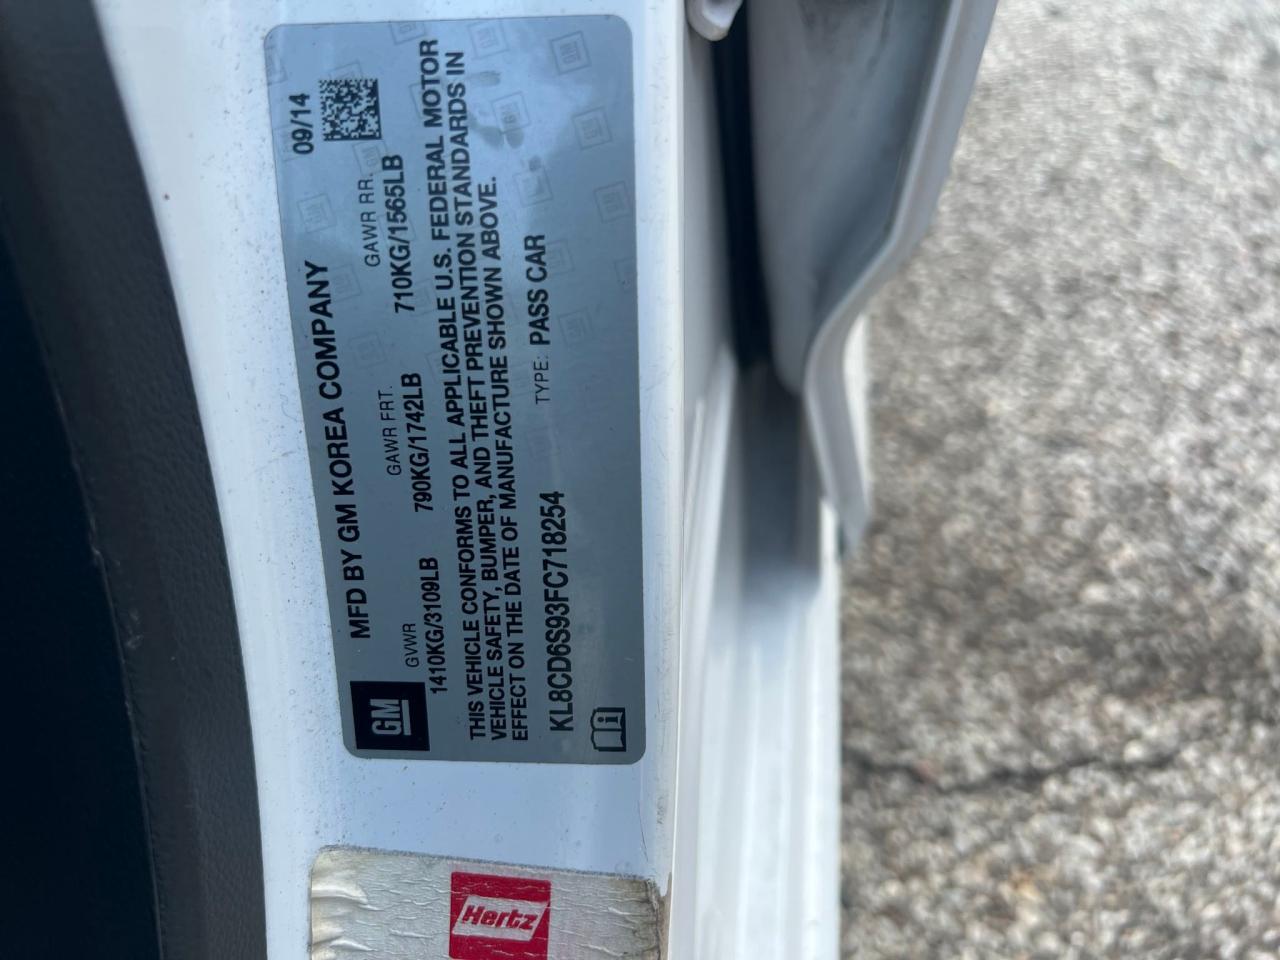 MFD BY GM KOREA COMPANY 09/14
GM
GVWR GAWR FRT. GAWR RR.
1410KG/3109LB 790KG/1742LB 710KG/1565LB
THIS VEHICLE CONFORMS TO ALL APPLICABLE U.S. FEDERAL MOTOR
VEHICLE SAFETY, BUMPER, AND THEFT PREVENTION STANDARDS IN
EFFECT ON THE DATE OF MANUFACTURE SHOWN ABOVE.
KL8CD6S93FC718254 TYPE: PASS CAR
Hertz